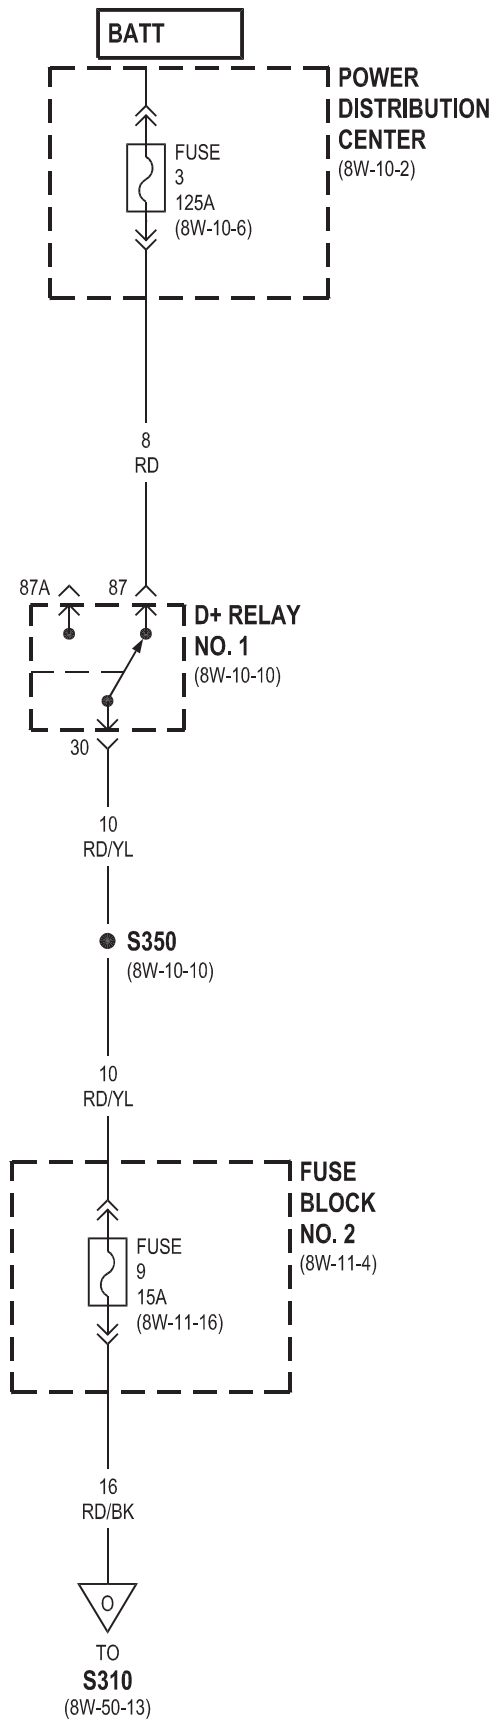 BATT
POWER
DISTRIBUTION
CENTER
(8W-10-2)
FUSE
3
125A
(8W-10-6)
8
RD
87A
87
D+ RELAY
NO. 1
(8W-10-10)
30
10
RD/YL
S350
(8W-10-10)
10
RD/YL
FUSE
BLOCK
NO. 2
(8W-11-4)
FUSE
9
15A
(8W-11-16)
16
RD/BK
O
TO
S310
(8W-50-13)